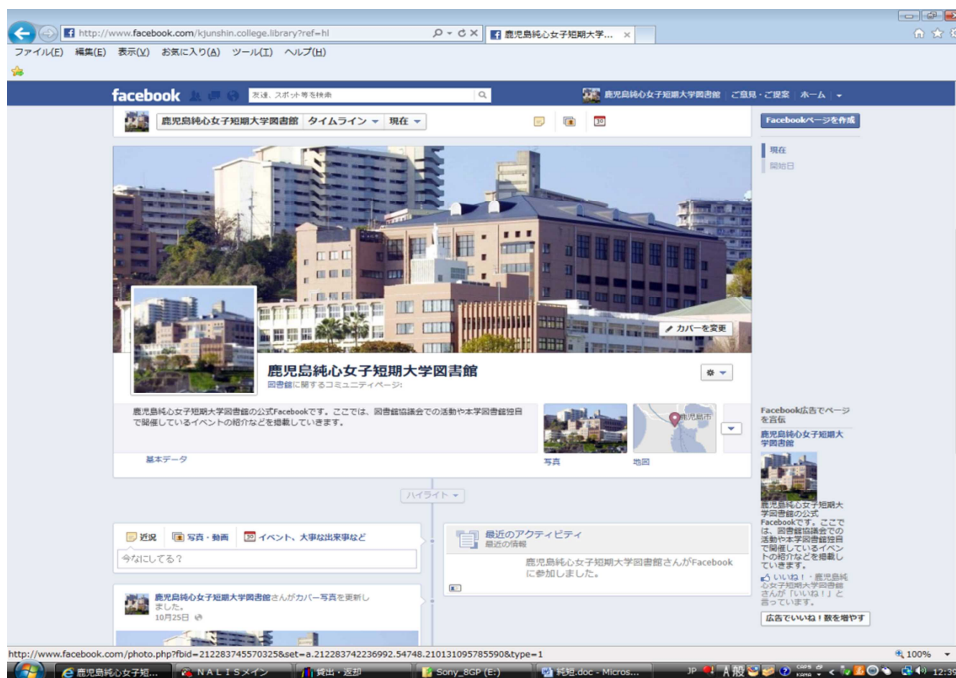 http://www.facebook.com/kjunshin.college.library?ref=hl
鹿児島純心女子短期大学...
ファイル(F) 編集(E) 表示(V) お気に入り(A) ツール(T) ヘルプ(H)
facebook
友達、スポット等を検索
鹿児島純心女子短期大学図書館 ご意見・ご提案 ホーム
鹿児島純心女子短期大学図書館 タイムライン 現在
Facebookページを作成
現在
開始日
カバーを変更
鹿児島純心女子短期大学図書館
図書館に関するコミュニティページ:
鹿児島純心女子短期大学図書館の公式Facebookです。ここでは、図書館協議会での活動や本学図書館独自
で開催しているイベントの紹介などを掲載していきます。
基本データ
写真
鹿児島市
地図
Facebook広告でページ
を宣伝
鹿児島純心女子短期大
学図書館
鹿児島純心女子短期大
学図書館の公式
Facebookです。ここで
は、図書館協議会での
活動や本学図書館独自
で開催しているイベン
トの紹介などを掲載し
ていきます。
いいね！・鹿児島純
心女子短期大学図書館
さんが「いいね！」と
言っています。
広告でいいね！数を増やす
ハイライト
近況 写真・動画 イベント、大事な出来事など
今なにしてる？
最近のアクティビティ
最近の情報
鹿児島純心女子短期大学図書館さんがFacebook
に参加しました。
鹿児島純心女子短期大学図書館さんがカバー写真を更新し
ました。
10月25日
http://www.facebook.com/photo.php?fbid=212283745570325&set=a.212283742236992.54748.210131095785590&type=1
100%
鹿児島純心女子短...
ＮＡＬＩＳメイン
貸出・返却
Sony_8GP (E:)
純短.doc - Micros...
JP
A 般
CAPS
KANA
12:39